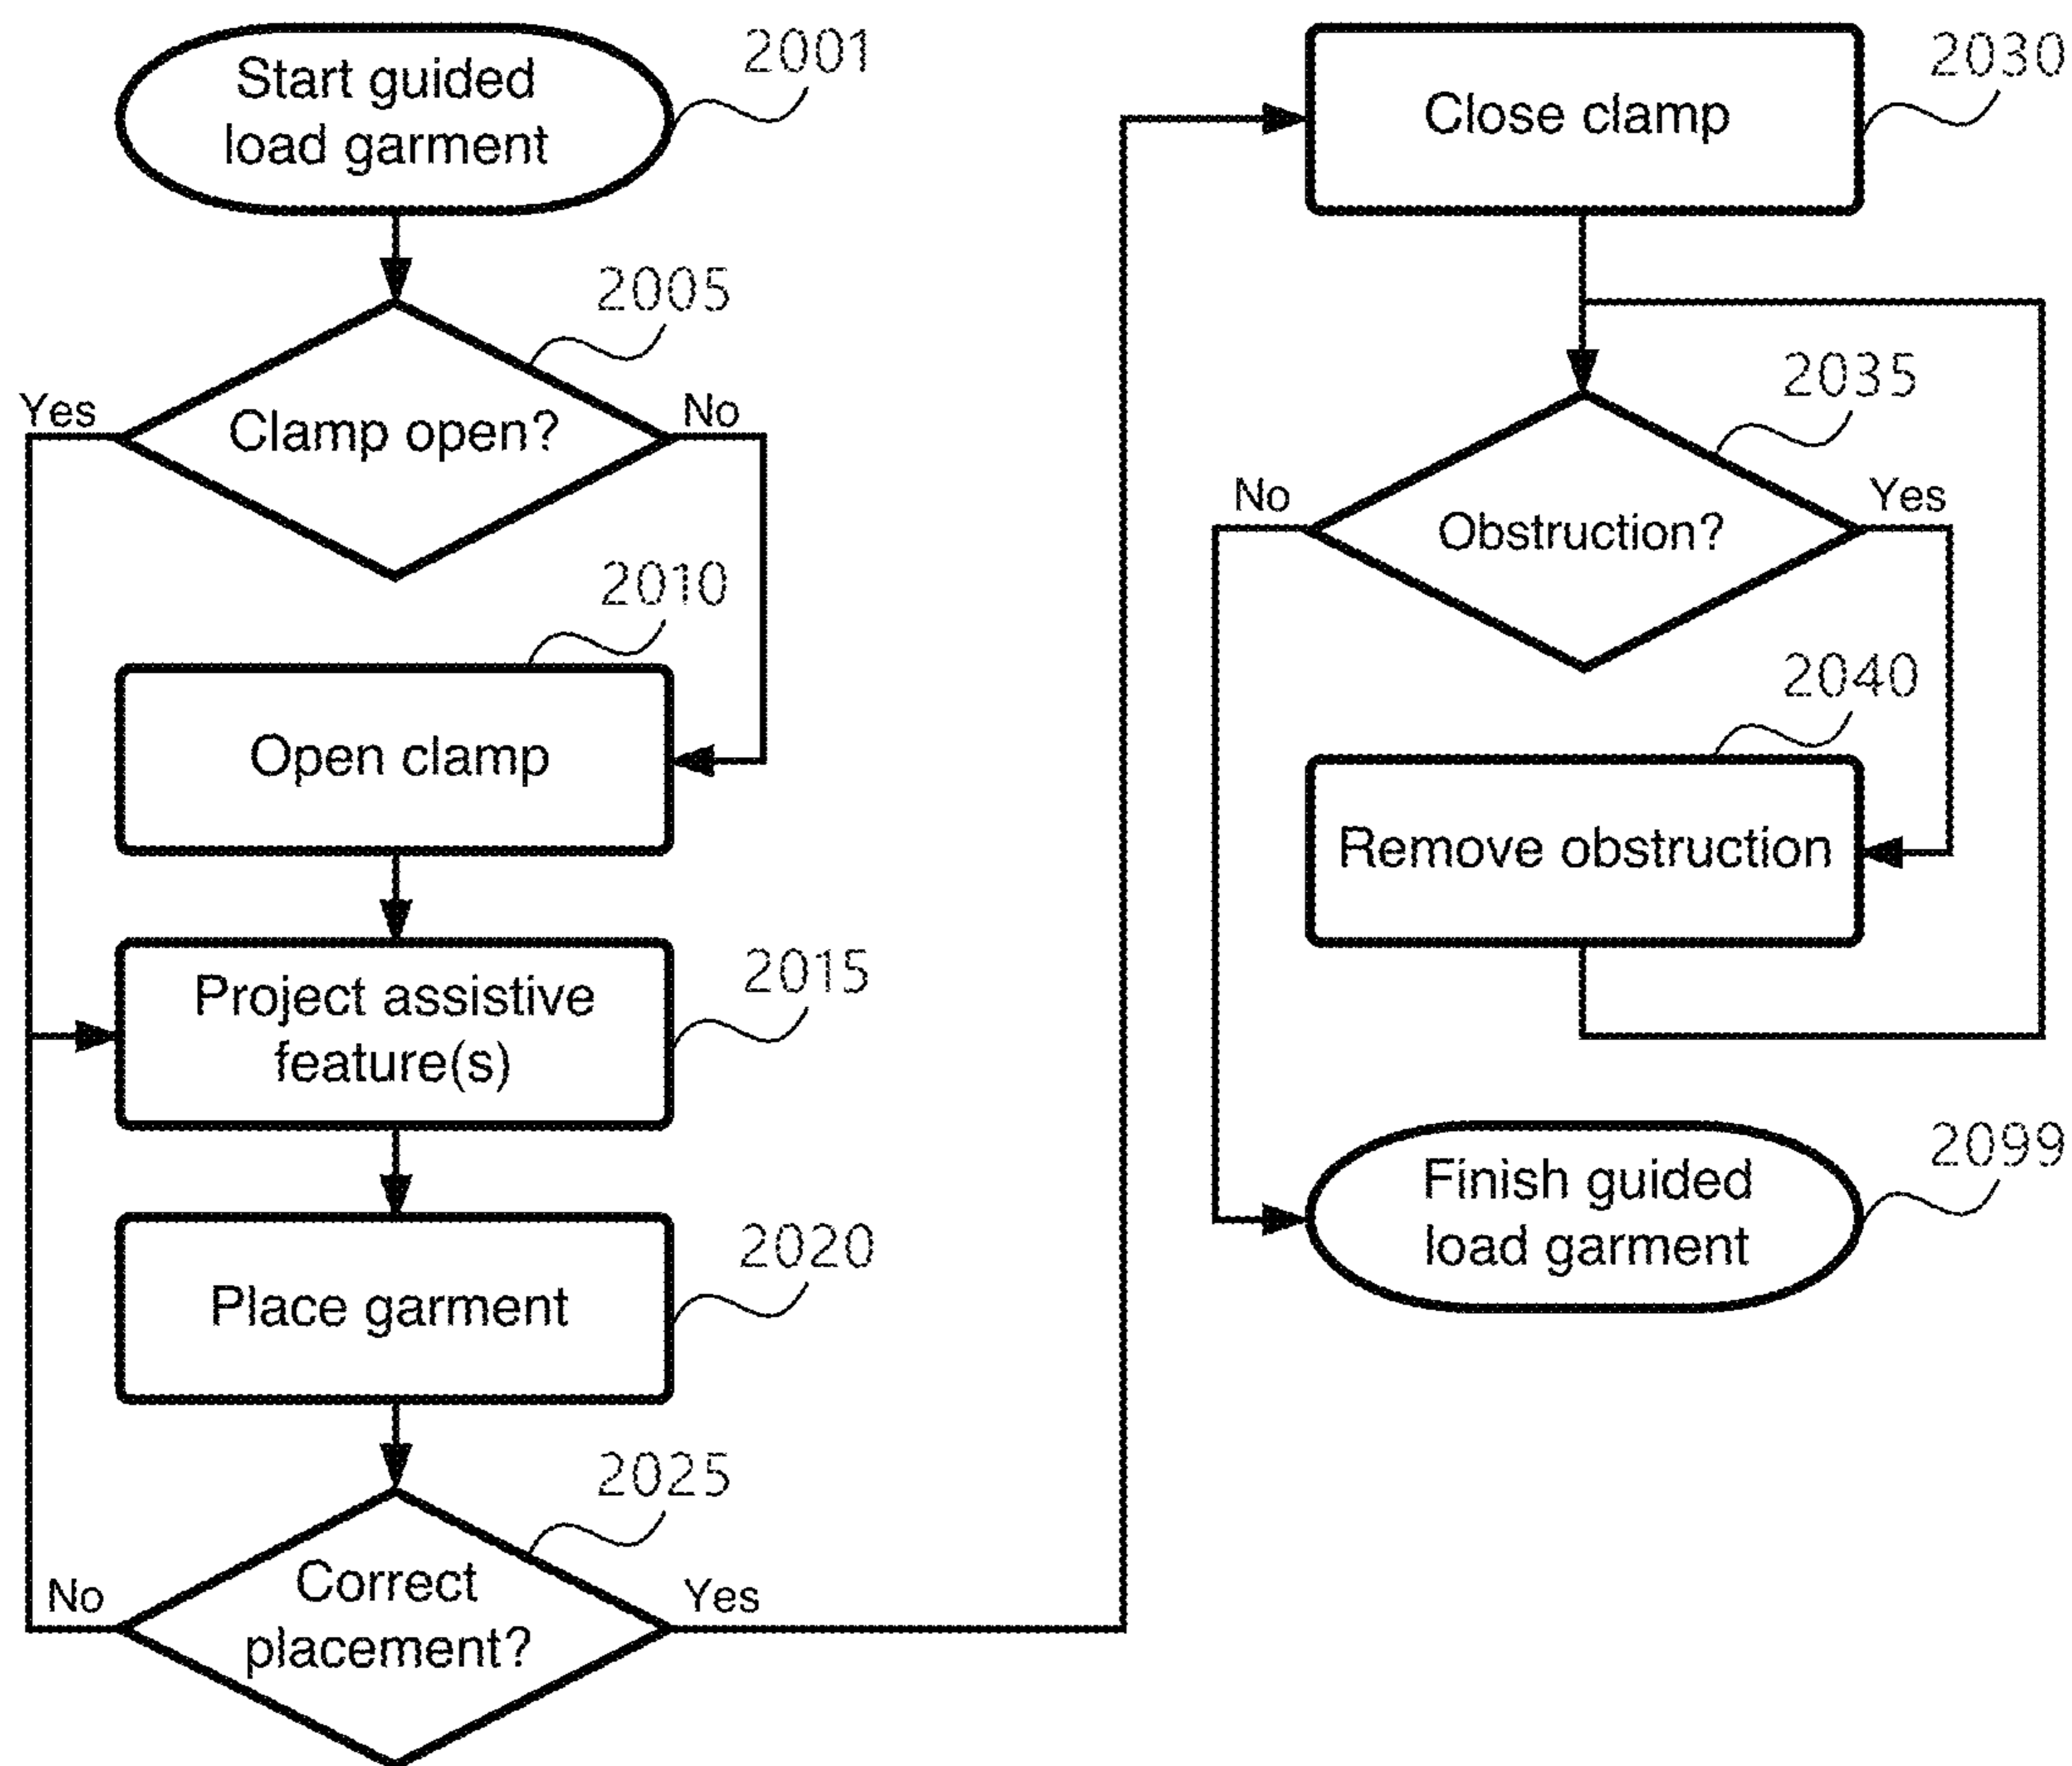 Start guided
load garment
2001
2005
Yes
Clamp open?
No
2010
Open clamp
Project assistive
feature(s)
2015
Place garment
2020
2025
No
Correct
placement?
Yes
Close clamp
2030
2035
No
Obstruction?
Yes
2040
Remove obstruction
Finish guided
load garment
2099